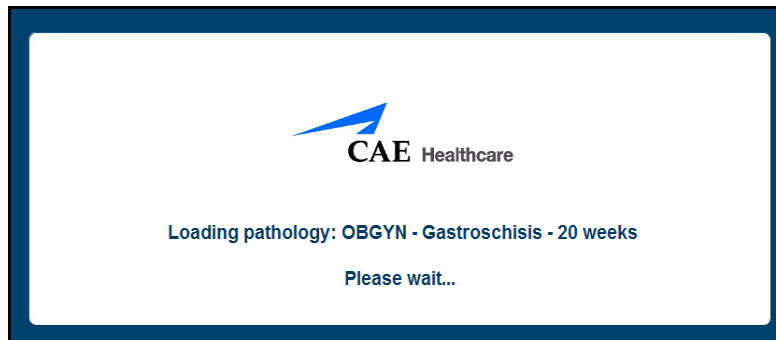 CAE Healthcare
Loading pathology: OBGYN - Gastroschisis - 20 weeks
Please wait...